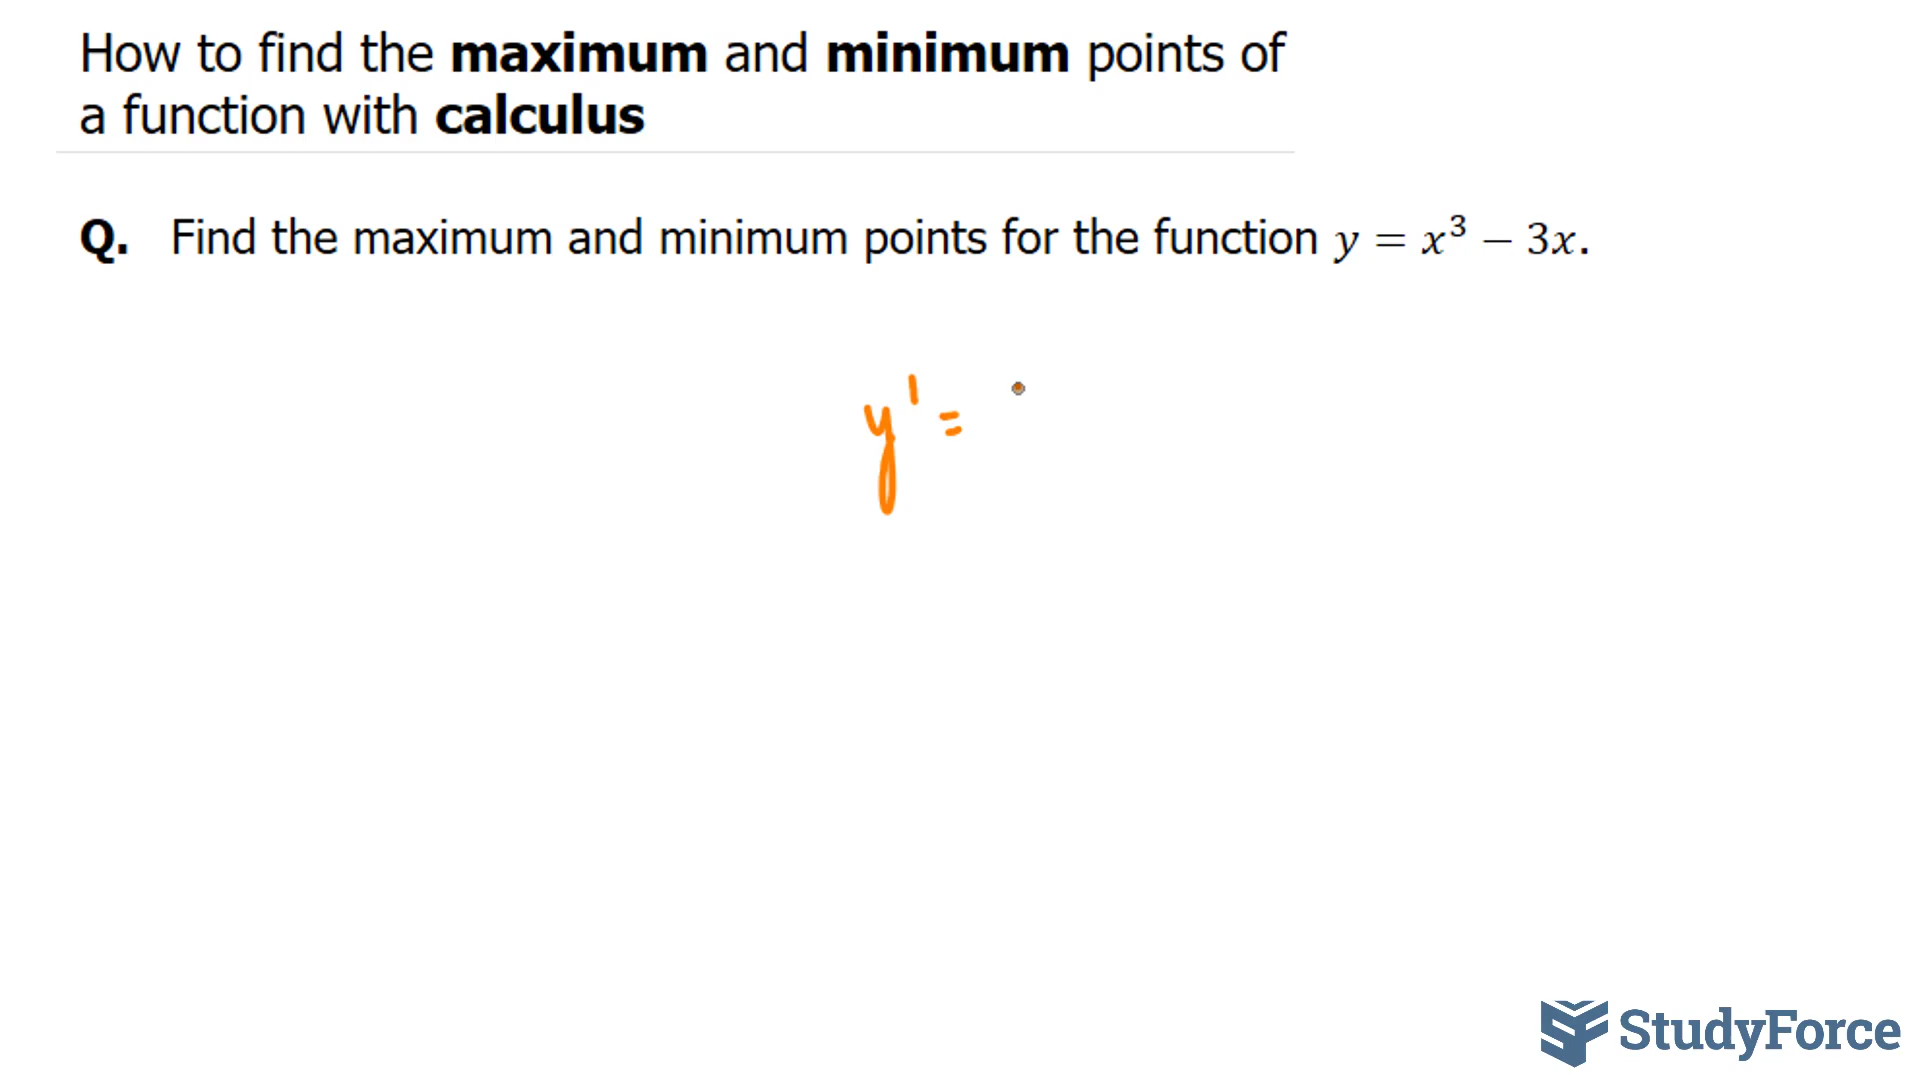 How to find the maximum and minimum points of
a function with calculus
Q. Find the maximum and minimum points for the function y = x³ − 3x.
y' =
StudyForce